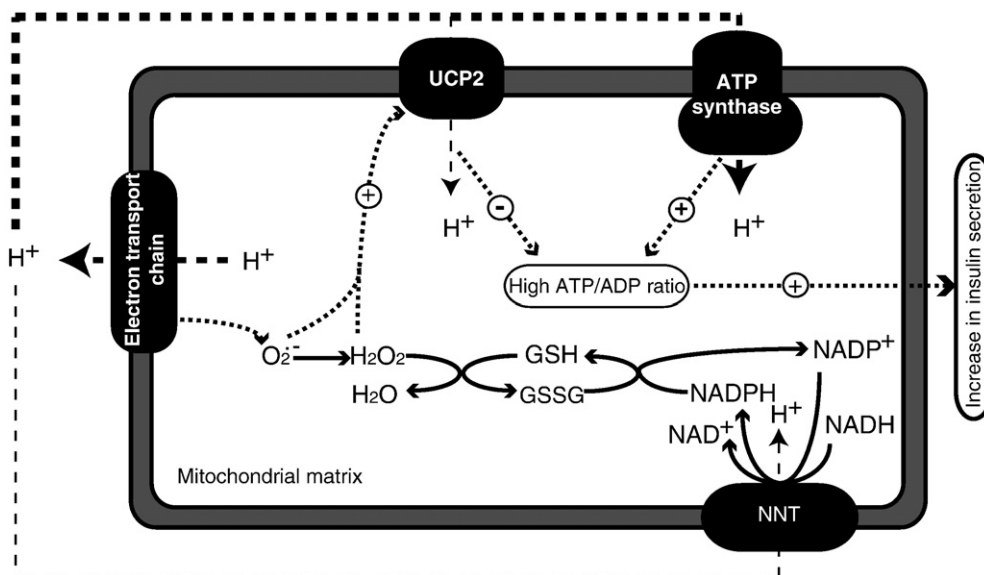 UCP2
ATP
synthase
Electron transport
chain
H⁺
H⁺
H⁺
H⁺
+
-
+
High ATP/ADP ratio
+
Increase in insulin secretion
O₂·⁻
H₂O₂
GSH
NADP⁺
H₂O
GSSG
NADPH
H⁺
NAD⁺
NADH
Mitochondrial matrix
NNT